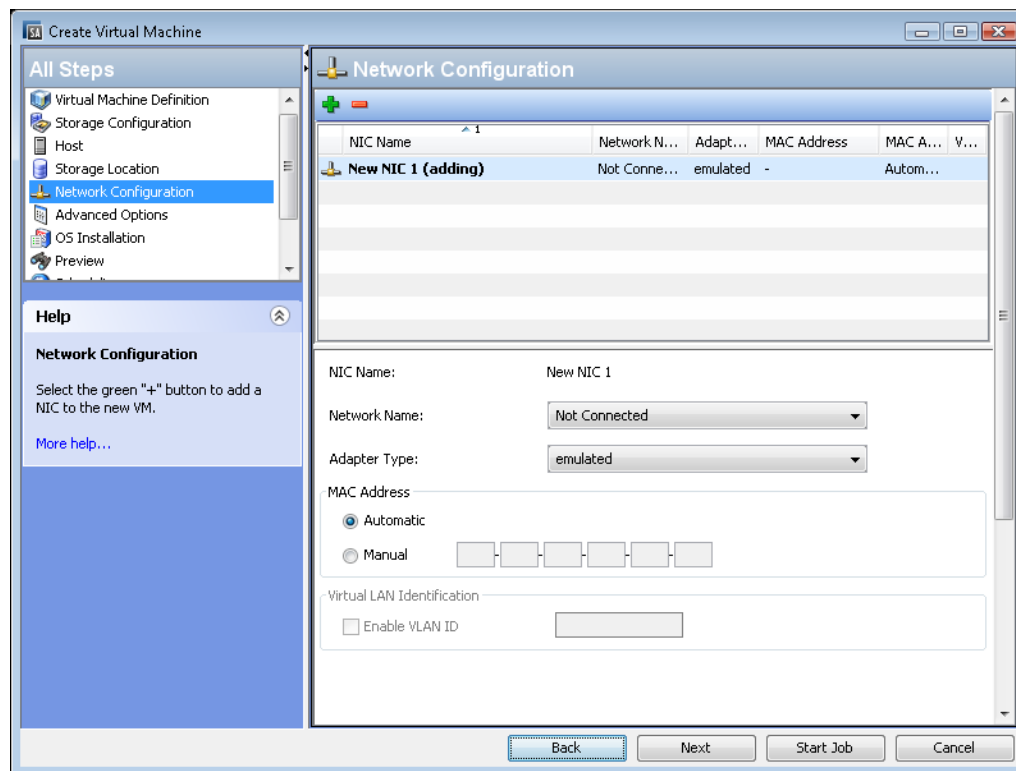 SA Create Virtual Machine
All Steps
Virtual Machine Definition
Storage Configuration
Host
Storage Location
Network Configuration
Advanced Options
OS Installation
Preview
Help
Network Configuration
Select the green "+" button to add a
NIC to the new VM.
More help...
Network Configuration
NIC Name 1 Network N... Adapt... MAC Address MAC A... V...
New NIC 1 (adding) Not Conne... emulated - Autom...
NIC Name: New NIC 1
Network Name: Not Connected
Adapter Type: emulated
MAC Address
Automatic
Manual - - - - -
Virtual LAN Identification
Enable VLAN ID
Back Next Start Job Cancel